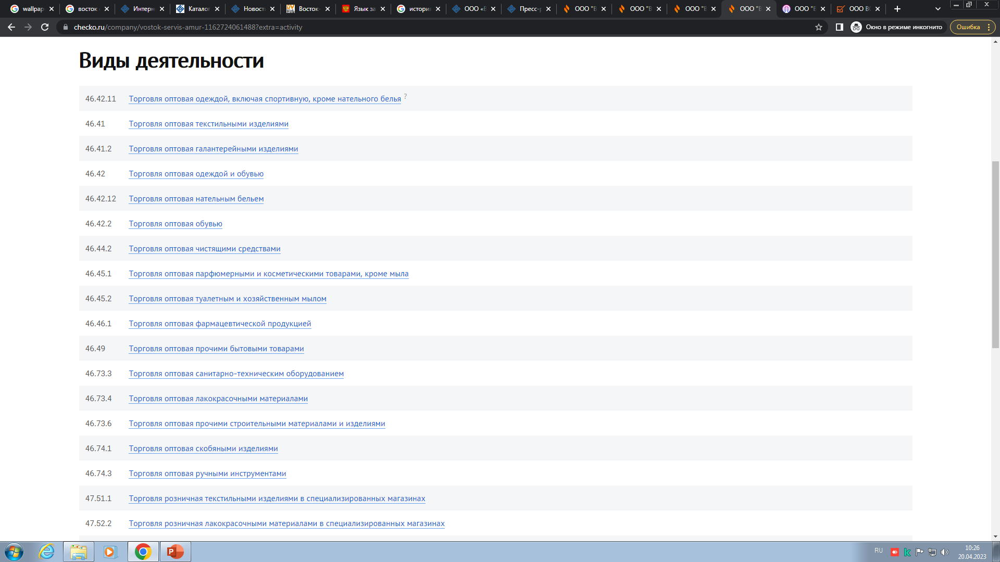 wallpap
восток
Интерн
Каталог
Новост
Восток-
Язык за
истори
ООО «В
Пресс-р
ООО "В
ООО "В
ООО "В
ООО "В
ООО "В
ООО ВО
checko.ru/company/vostok-servis-amur-1162724061488?extra=activity
Окно в режиме инкогнито
Ошибка
Виды деятельности
46.42.11 Торговля оптовая одеждой, включая спортивную, кроме нательного белья ?
46.41 Торговля оптовая текстильными изделиями
46.41.2 Торговля оптовая галантерейными изделиями
46.42 Торговля оптовая одеждой и обувью
46.42.12 Торговля оптовая нательным бельем
46.42.2 Торговля оптовая обувью
46.44.2 Торговля оптовая чистящими средствами
46.45.1 Торговля оптовая парфюмерными и косметическими товарами, кроме мыла
46.45.2 Торговля оптовая туалетным и хозяйственным мылом
46.46.1 Торговля оптовая фармацевтической продукцией
46.49 Торговля оптовая прочими бытовыми товарами
46.73.3 Торговля оптовая санитарно-техническим оборудованием
46.73.4 Торговля оптовая лакокрасочными материалами
46.73.6 Торговля оптовая прочими строительными материалами и изделиями
46.74.1 Торговля оптовая скобяными изделиями
46.74.3 Торговля оптовая ручными инструментами
47.51.1 Торговля розничная текстильными изделиями в специализированных магазинах
47.52.2 Торговля розничная лакокрасочными материалами в специализированных магазинах
RU
10:26
20.04.2023